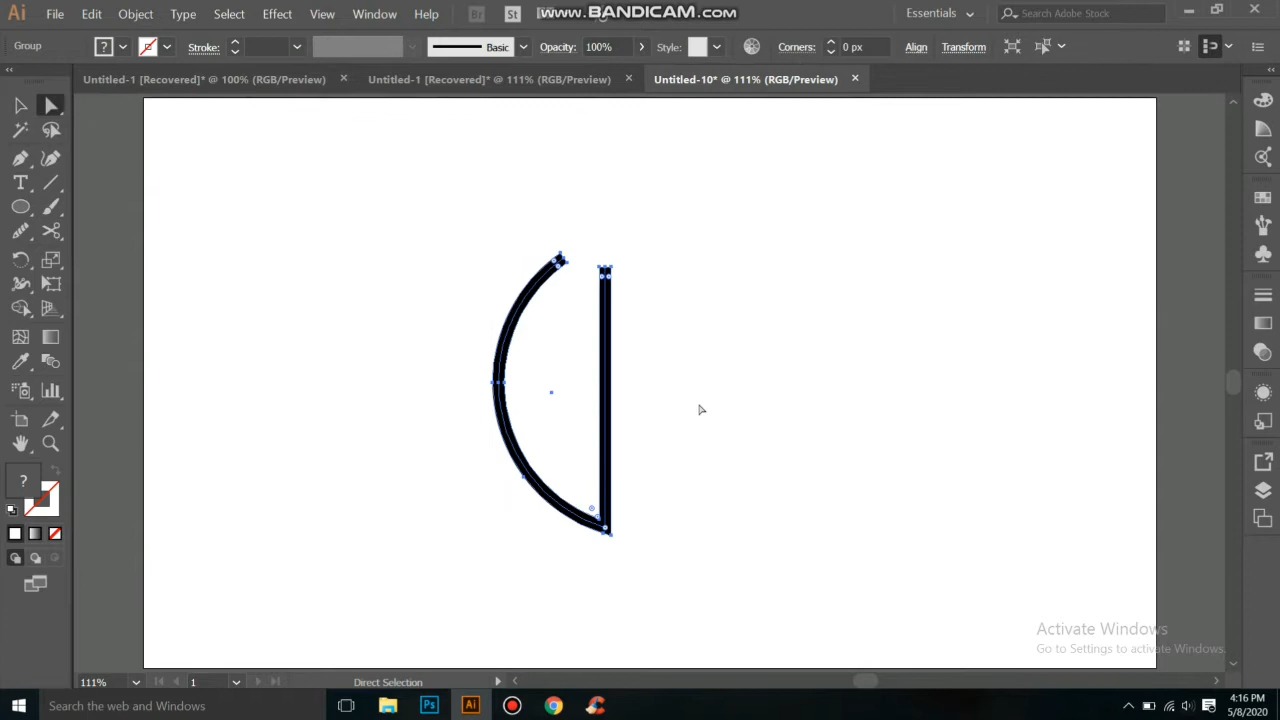 Ai File Edit Object Type Select Effect View Window Help Br St www.BANDICAM.com Essentials Search Adobe Stock
Group ? Stroke: Basic Opacity: 100% Style: Corners: 0 px Align Transform
Untitled-1 [Recovered]* @ 100% (RGB/Preview) Untitled-1 [Recovered]* @ 111% (RGB/Preview) Untitled-10* @ 111% (RGB/Preview)
?
Activate Windows
Go to Settings to activate Windows.
111% 1 Direct Selection
Search the web and Windows Ps Ai 4:16 PM
5/8/2020